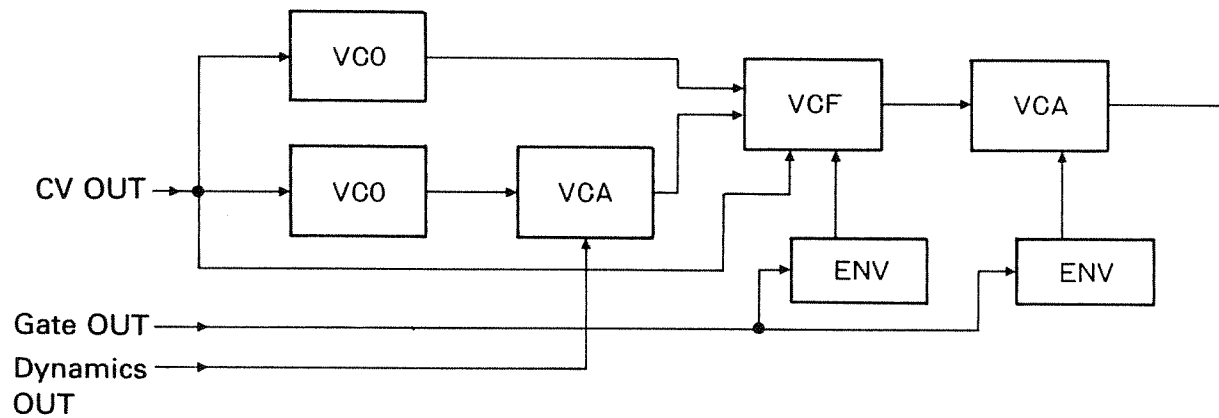 VCO
VCF
VCA
CV OUT
VCO
VCA
ENV
ENV
Gate OUT
Dynamics
OUT